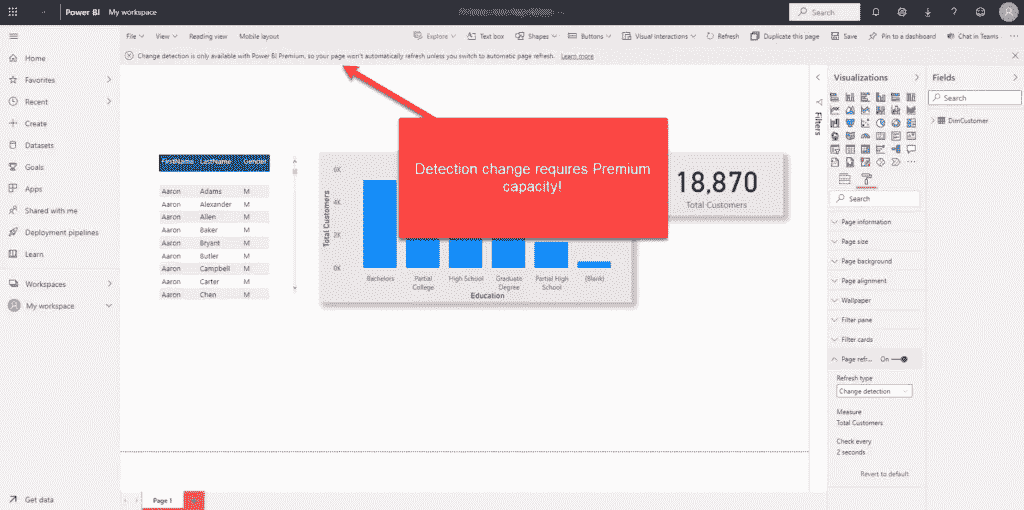 Power BI My workspace
Search
File View Reading view Mobile layout
Explore Text box Shapes Buttons Visual interactions Refresh Duplicate this page Save Pin to a dashboard Chat in Teams
Change detection is only available with Power BI Premium, so your page won't automatically refresh unless you switch to automatic page refresh. Learn more
Home
Favorites
Recent
Create
Datasets
Goals
Apps
Shared with me
Deployment pipelines
Learn
Workspaces
My workspace
Get data
FirstName LastName Gender
Aaron Adams M
Aaron Alexander M
Aaron Allen M
Aaron Baker M
Aaron Bryant M
Aaron Butler M
Aaron Campbell M
Aaron Carter M
Aaron Chen M
Total Customers
6K
4K
2K
0K
Bachelors
Partial College
High School
Graduate Degree
Partial High School
(Blank)
Education
Detection change requires Premium
capacity!
18,870
Total Customers
Page 1
Filters
Visualizations
Search
Page information
Page size
Page background
Page alignment
Wallpaper
Filter pane
Filter cards
Page refr... On
Refresh type
Change detection
Measure
Total Customers
Check every
2 seconds
Revert to default
Fields
Search
DimCustomer